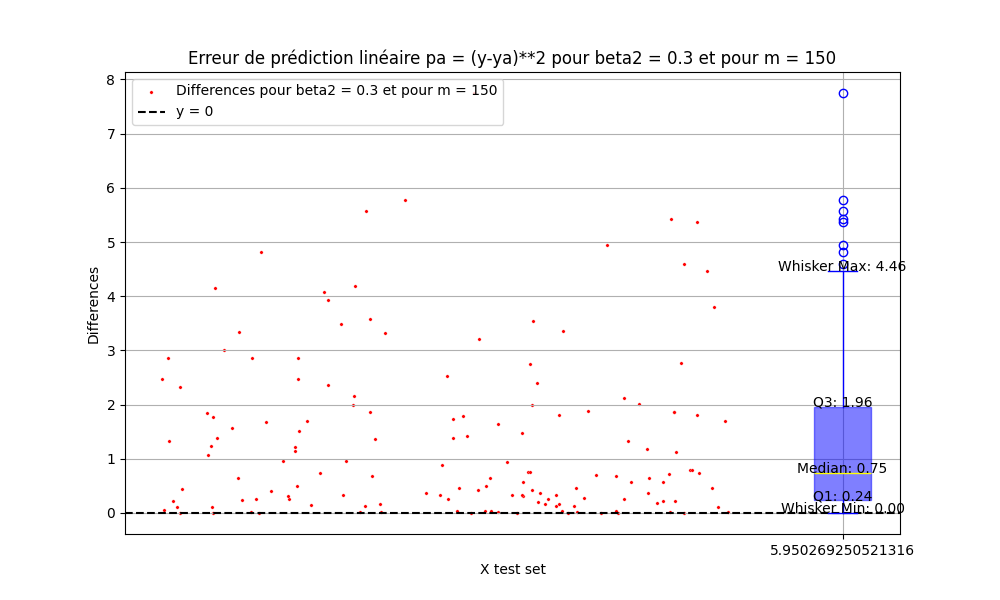 Erreur de prédiction linéaire pa = (y-ya)**2 pour beta2 = 0.3 et pour m = 150
Differences pour beta2 = 0.3 et pour m = 150
y = 0
8
7
6
5
4
3
2
1
0
Differences
Whisker Max: 4.46
Q3: 1.96
Median: 0.75
Q1: 0.24
Whisker Min: 0.00
5.950269250521316
X test set